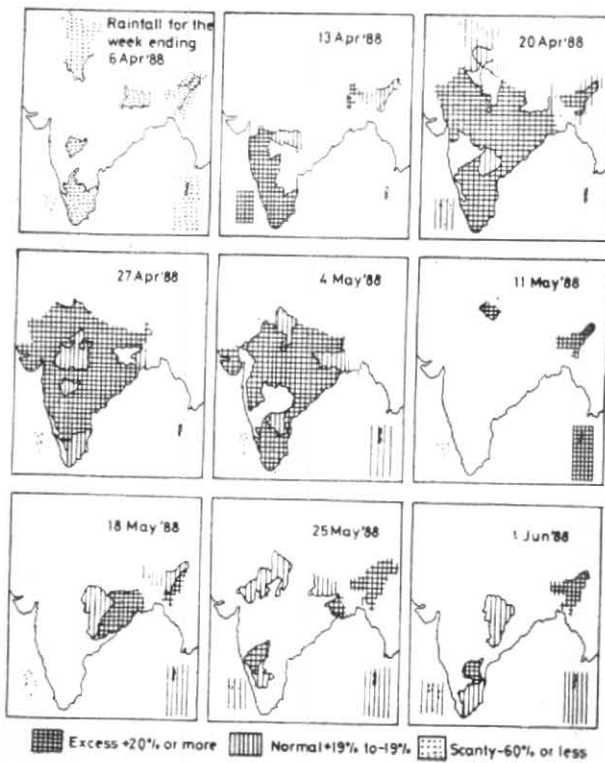 Rainfall for the
week ending
6 Apr'88
13 Apr'88
20 Apr'88
27 Apr'88
4 May'88
11 May'88
18 May'88
25 May'88
1 Jun'88
Excess +20% or more
Normal +19% to -19%
Scanty -60% or less